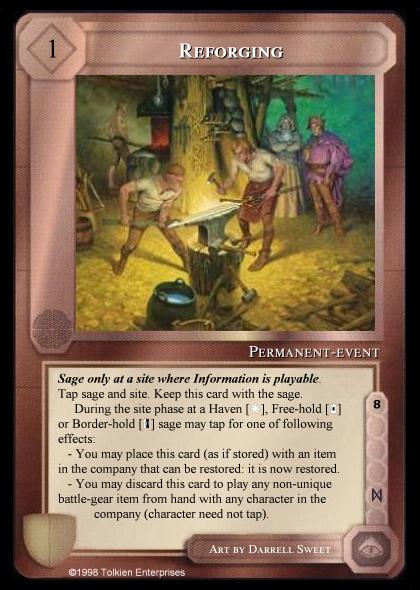 1
REFORGING
PERMANENT-EVENT
Sage only at a site where Information is playable.
Tap sage and site. Keep this card with the sage.
During the site phase at a Haven [ ], Free-hold [ ]
or Border-hold [ ] sage may tap for one of following
effects:
- You may place this card (as if stored) with an item
in the company that can be restored: it is now restored.
- You may discard this card to play any non-unique
battle-gear item from hand with any character in the
company (character need not tap).
8
ART BY DARRELL SWEET
©1998 Tolkien Enterprises